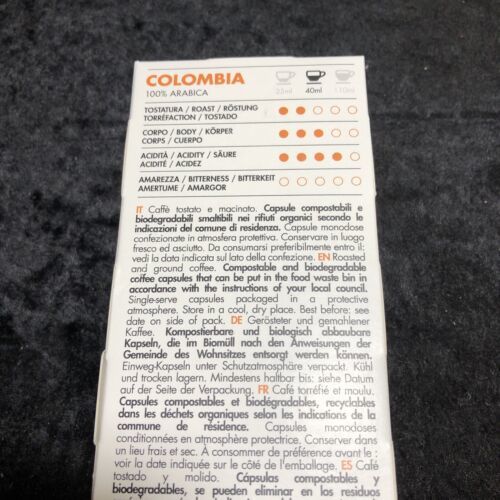 COLOMBIA
100% ARABICA
25ml 40ml 110ml
TOSTATURA / ROAST / RÖSTUNG
TORRÉFACTION / TOSTADO
CORPO / BODY / KÖRPER
CORPS / CUERPO
ACIDITÀ / ACIDITY / SÄURE
ACIDITÉ / ACIDEZ
AMAREZZA / BITTERNESS / BITTERKEIT
AMERTUME / AMARGOR
IT Caffè tostato e macinato. Capsule compostabili e
biodegradabili smaltibili nei rifiuti organici secondo le
indicazioni del comune di residenza. Capsule monodose
confezionate in atmosfera protettiva. Conservare in luogo
fresco ed asciutto. Da consumarsi preferibilmente entro il:
vedi la data indicata sul lato della confezione. EN Roasted
and ground coffee. Compostable and biodegradable
coffee capsules that can be put in the food waste bin in
accordance with the instructions of your local council.
Single-serve capsules packaged in a protective
atmosphere. Store in a cool, dry place. Best before: see
date on side of pack. DE Gerösteter und gemahlener
Kaffee. Kompostierbare und biologisch abbaubare
Kapseln, die im Biomüll nach den Anweisungen der
Gemeinde des Wohnsitzes entsorgt werden können.
Einweg-Kapseln unter Schutzatmosphäre verpackt. Kühl
und trocken lagern. Mindestens haltbar bis: siehe Datum
auf der Seite der Verpackung. FR Café torréfié et moulu.
Capsules compostables et biodégradables, recyclables
dans les déchets organiques selon les indications de la
commune de résidence. Capsules monodoses
conditionnées en atmosphère protectrice. Conserver dans
un lieu frais et sec. À consommer de préférence avant le :
voir la date indiquée sur le côté de l'emballage. ES Café
tostado y molido. Cápsulas compostables y
biodegradables, se pueden eliminar en los residuos